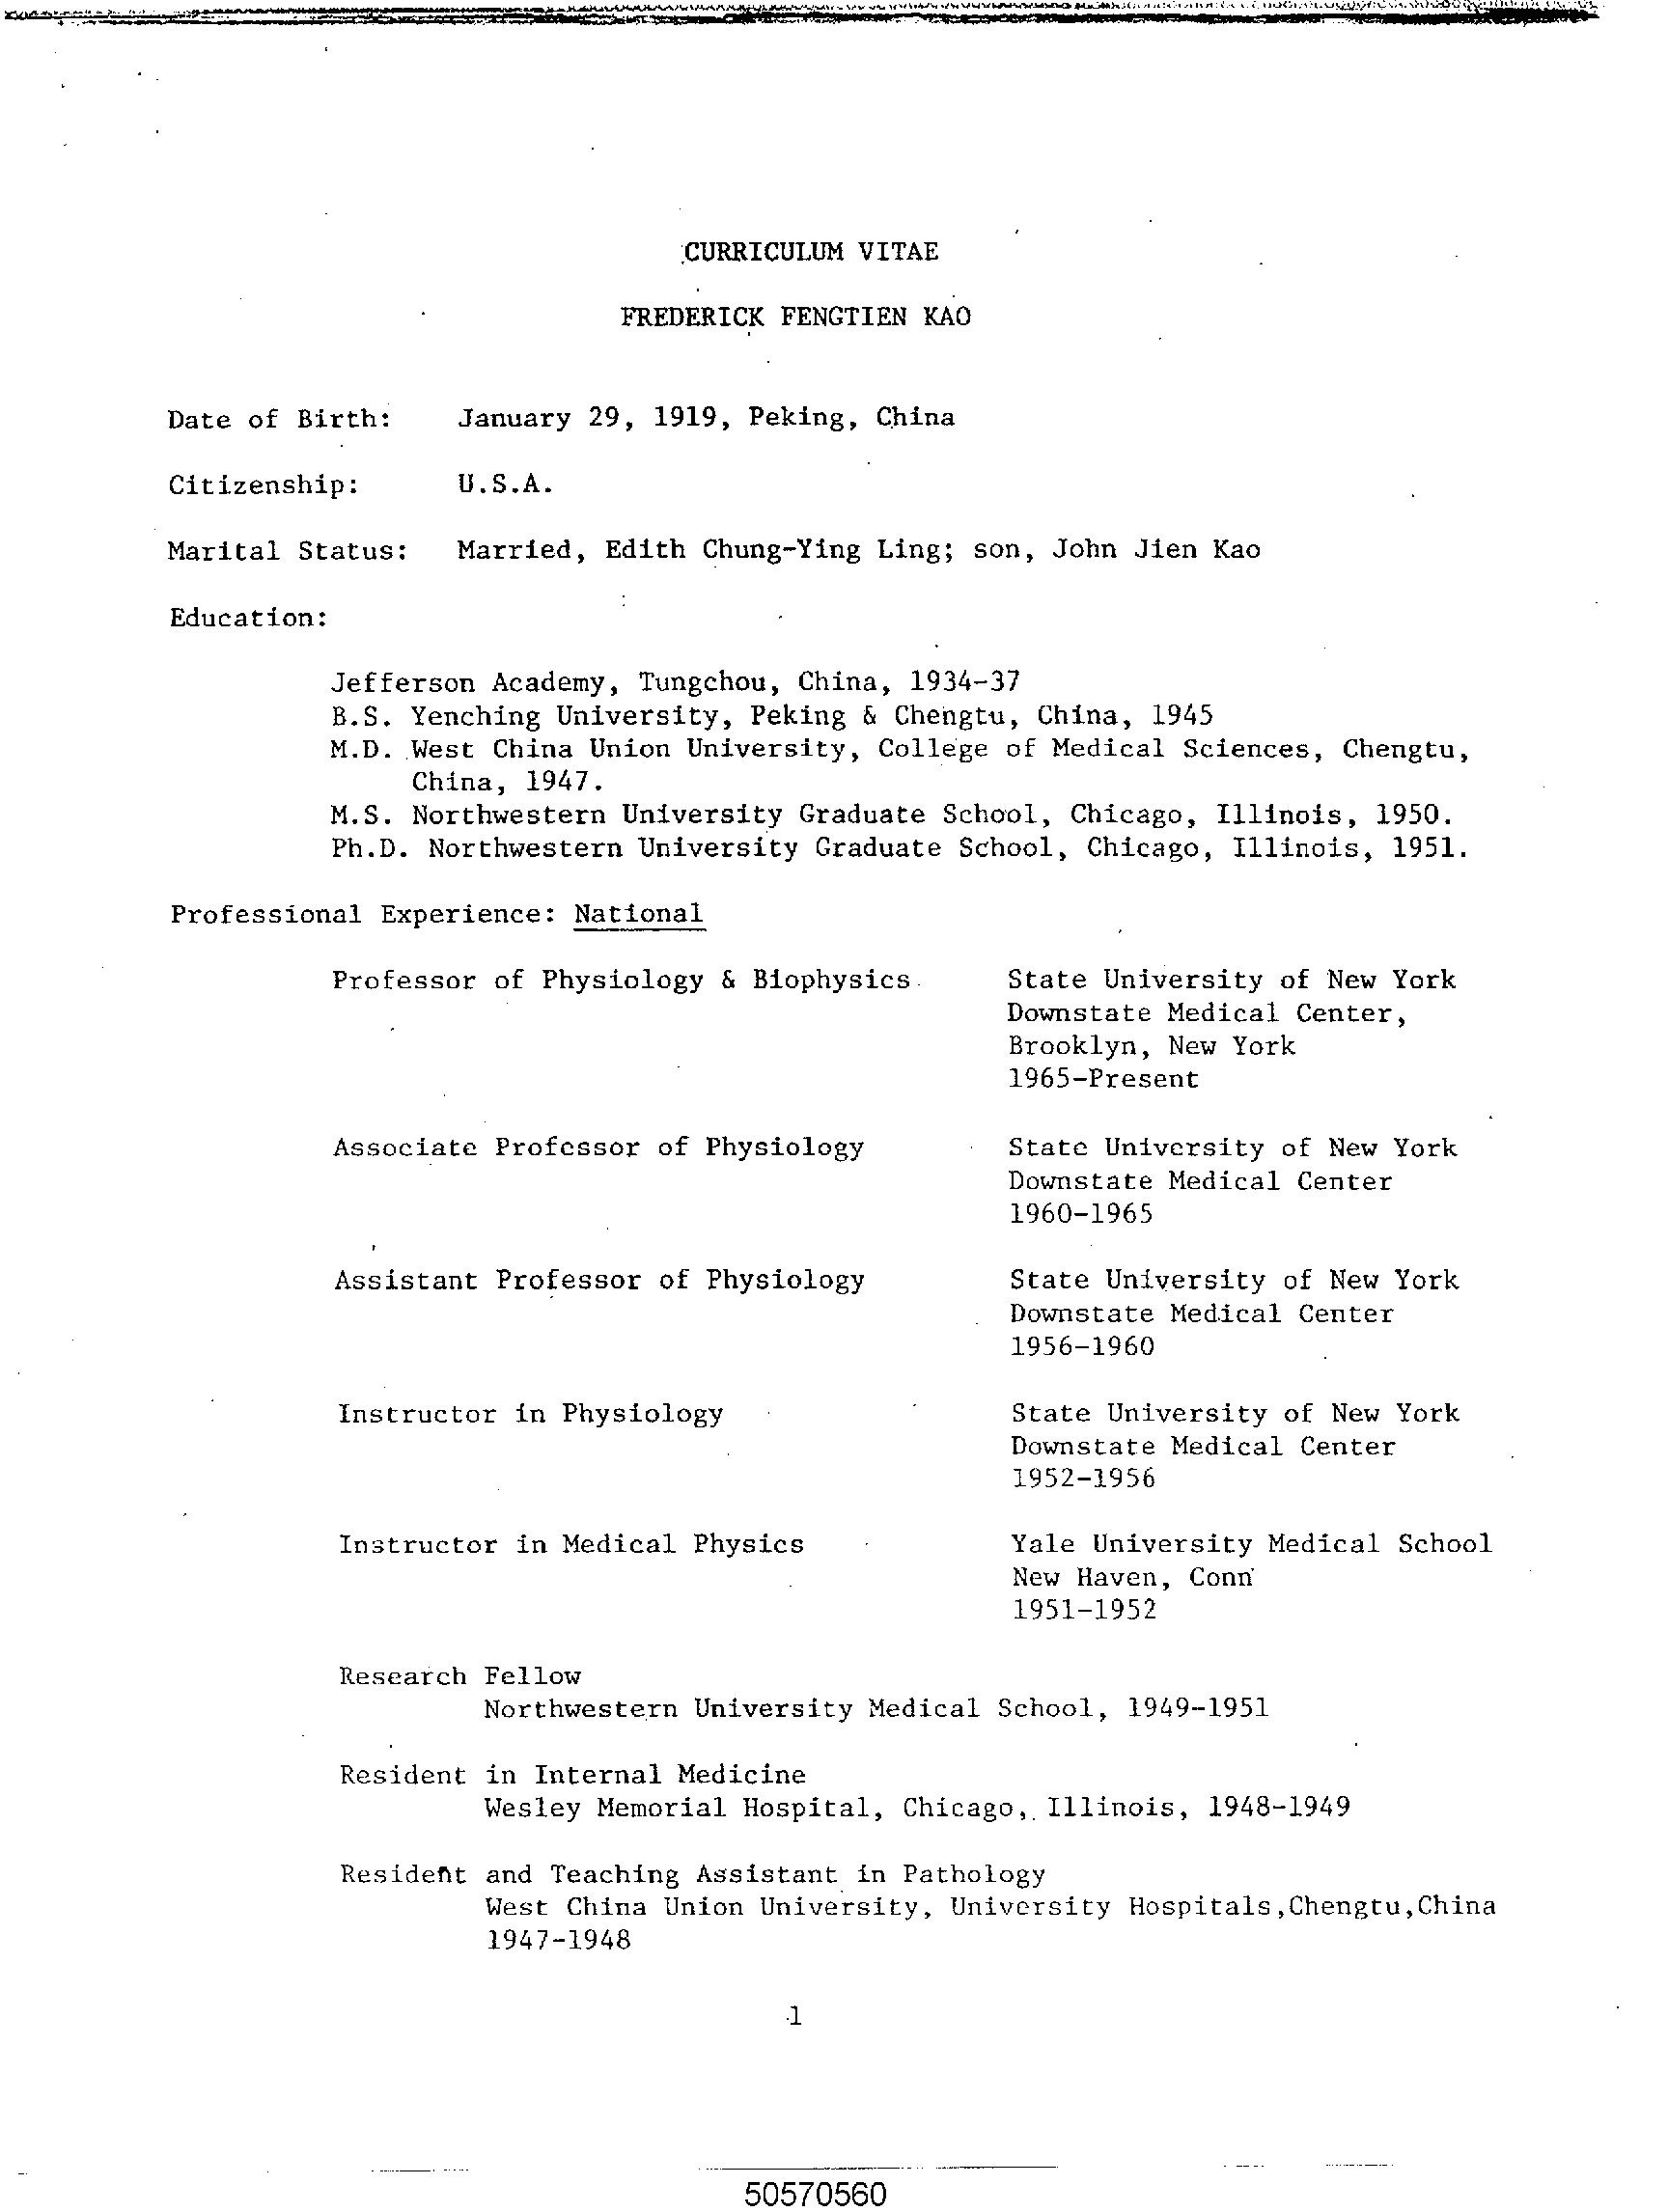 CURRICULUM VITAE
FREDERICK FENGTIEN KAO
Date of Birth: January 29, 1919, Peking, China
Citizenship: U.S.A.
Marital Status: Married, Edith Chung-Ying Ling; son, John Jien Kao
Education:
Jefferson Academy, Tungchou, China, 1934-37
B.S. Yenching University, Peking & Chengtu, China, 1945
M.D. West China Union University, College of Medical Sciences, Chengtu,
China, 1947.
M.S. Northwestern University Graduate School, Chicago, Illinois, 1950.
Ph.D. Northwestern University Graduate School, Chicago, Illinois, 1951.
Professional Experience: National
Professor of Physiology & Biophysics State University of New York
Downstate Medical Center,
Brooklyn, New York
1965-Present
Associate Professor of Physiology State University of New York
Downstate Medical Center
1960-1965
Assistant Professor of Physiology State University of New York
Downstate Medical Center
1956-1960
Instructor in Physiology State University of New York
Downstate Medical Center
1952-1956
Instructor in Medical Physics Yale University Medical School
New Haven, Conn
1951-1952
Research Fellow
Northwestern University Medical School, 1949-1951
Resident in Internal Medicine
Wesley Memorial Hospital, Chicago, Illinois, 1948-1949
Resident and Teaching Assistant in Pathology
West China Union University, University Hospitals,Chengtu,China
1947-1948
1
50570560